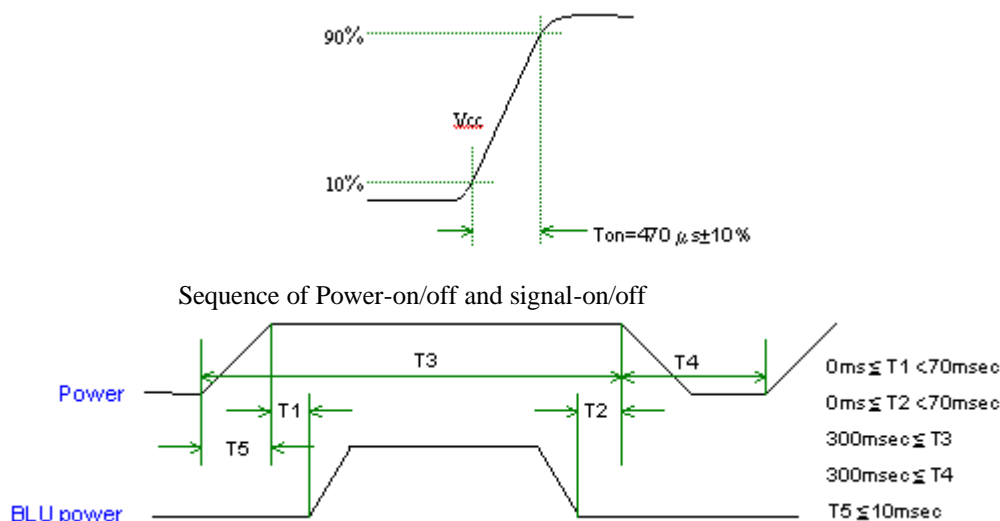 90%
Vcc
10%
Ton=470 μs±10%
Sequence of Power-on/off and signal-on/off
T3
T4
0ms≦T1<70msec
Power
T1
T2
0ms≦T2<70msec
T5
300msec≦T3
300msec≦T4
BLU power
T5≦10msec